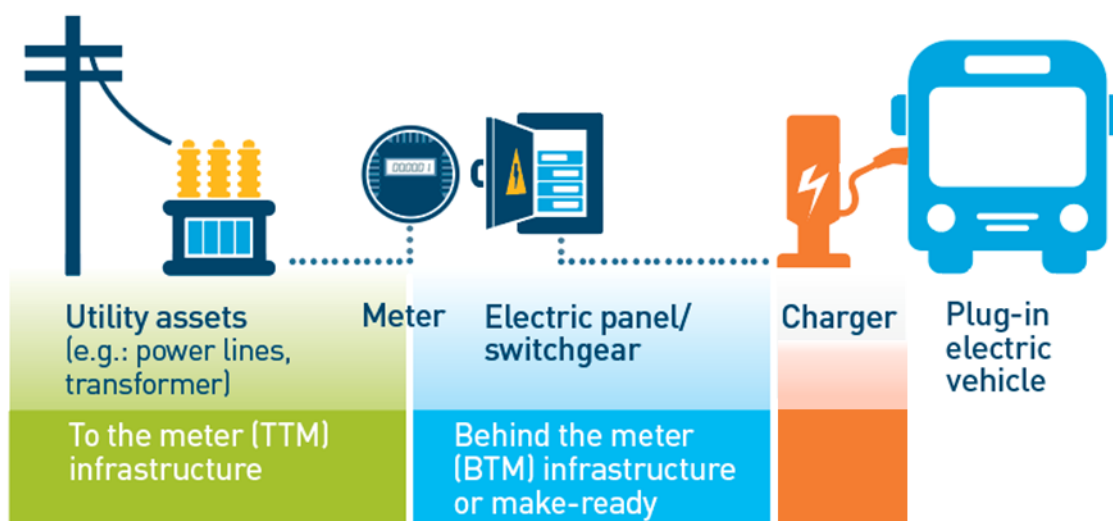 000001
Utility assets
(e.g.: power lines,
transformer)
Meter
Electric panel/
switchgear
Charger
Plug-in
electric
vehicle
To the meter (TTM)
infrastructure
Behind the meter
(BTM) infrastructure
or make-ready